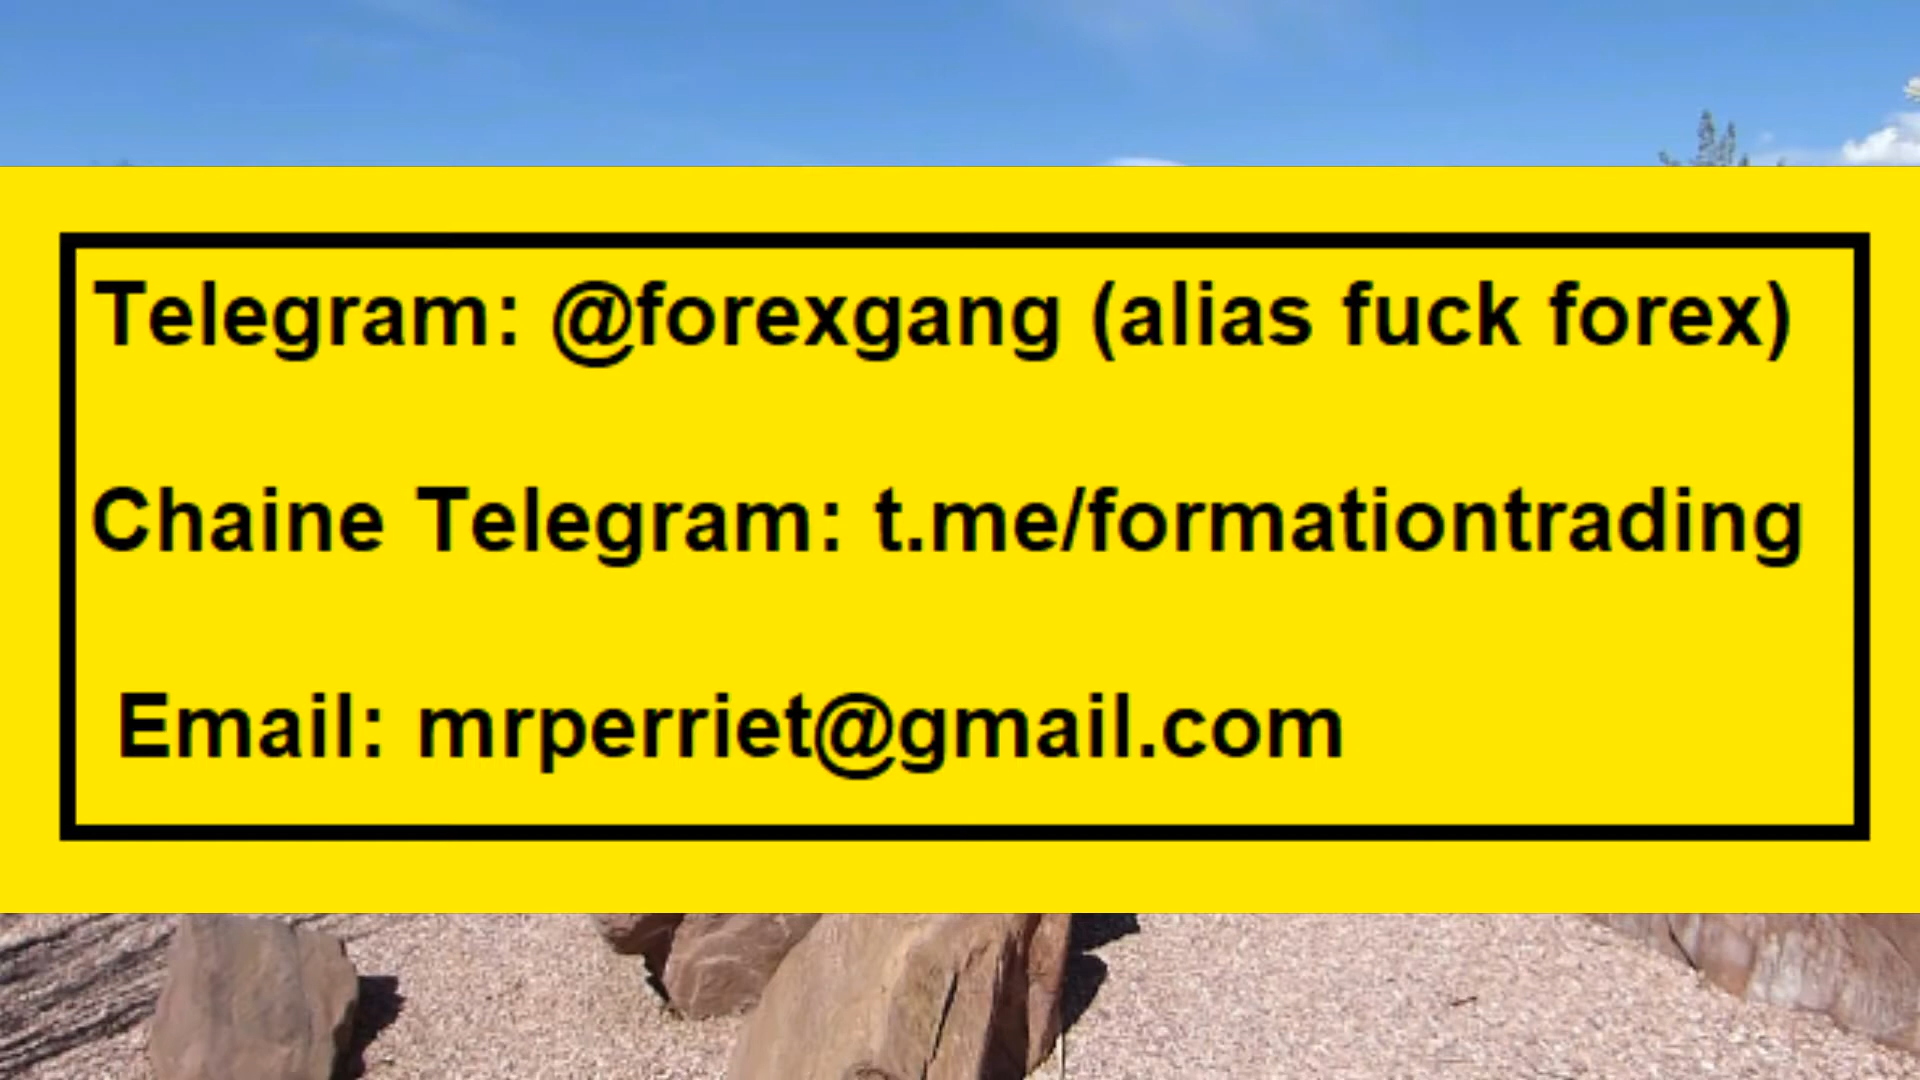 Telegram: @forexgang (alias fuck forex)
Chaine Telegram: t.me/formationtrading
Email: mrperriet@gmail.com